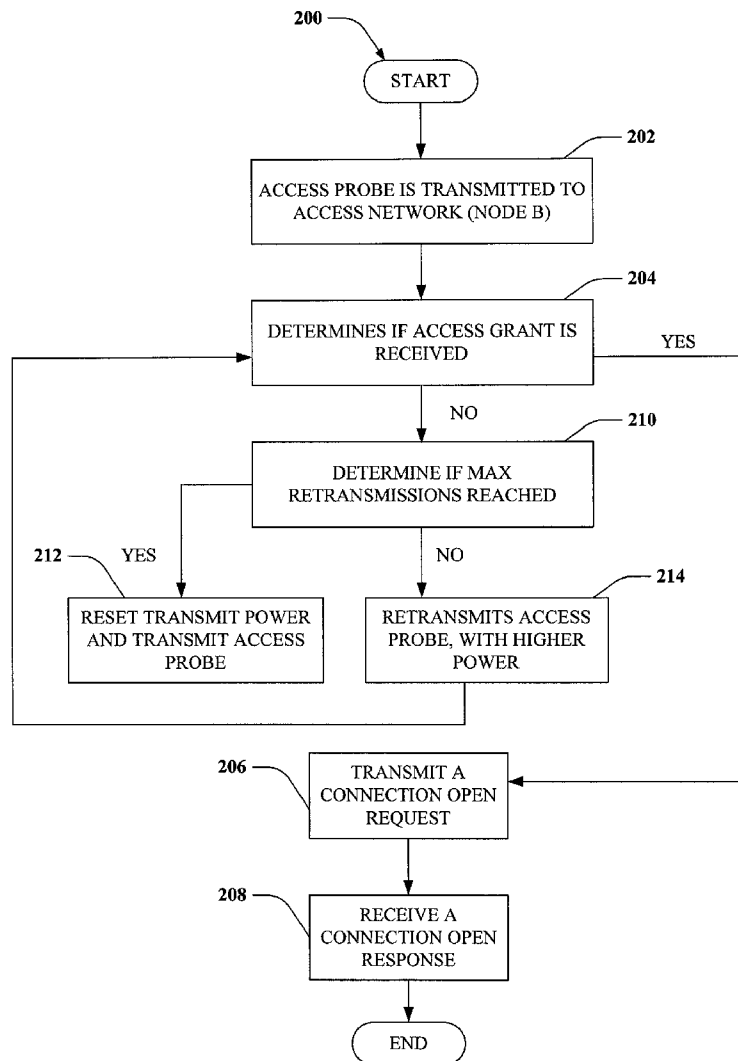 200
START
202
ACCESS PROBE IS TRANSMITTED TO
ACCESS NETWORK (NODE B)
204
DETERMINES IF ACCESS GRANT IS
RECEIVED
YES
NO
210
DETERMINE IF MAX
RETRANSMISSIONS REACHED
212
YES
NO
214
RESET TRANSMIT POWER
AND TRANSMIT ACCESS
PROBE
RETRANSMITS ACCESS
PROBE, WITH HIGHER
POWER
206
TRANSMIT A
CONNECTION OPEN
REQUEST
208
RECEIVE A
CONNECTION OPEN
RESPONSE
END